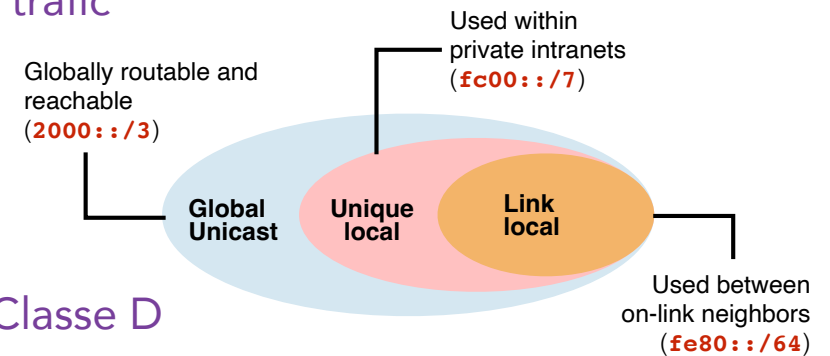 trafic
Used within
private intranets
(fc00::/7)
Globally routable and
reachable
(2000::/3)
Global
Unicast
Unique
local
Link
local
Classe D
Used between
on-link neighbors
(fe80::/64)